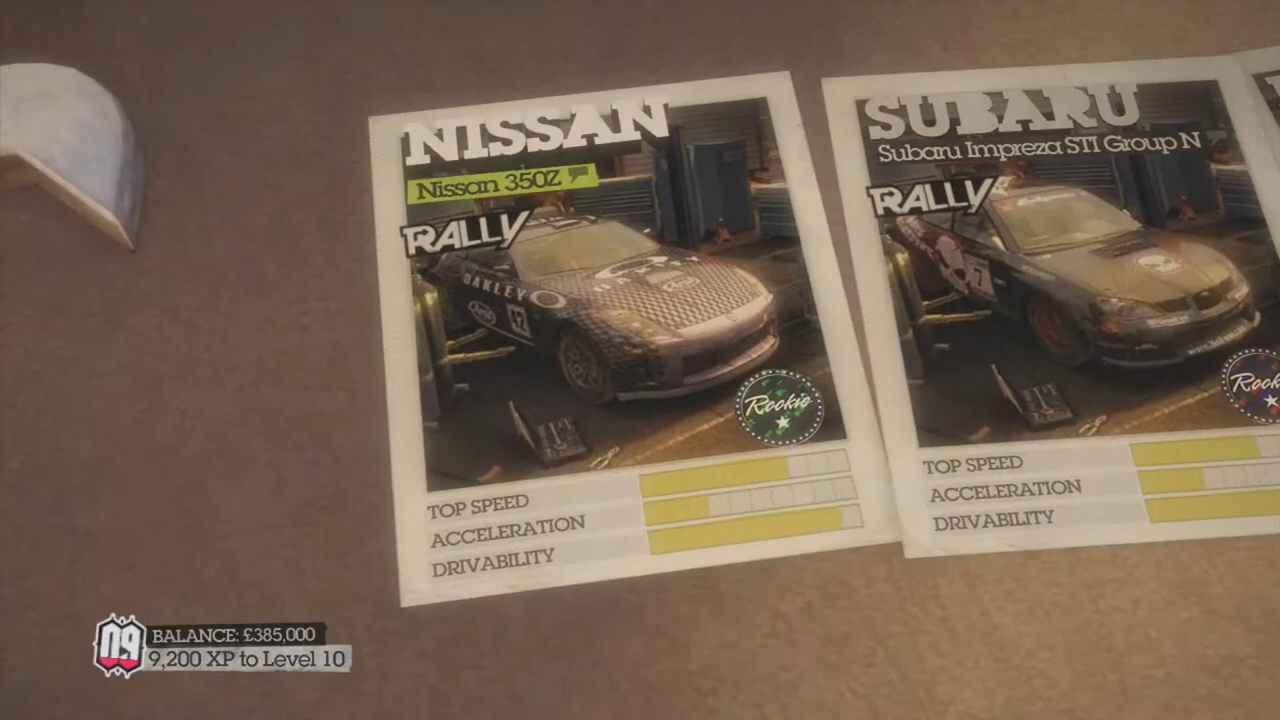 NISSAN
Nissan 350Z
RALLY
OAKLEY
Rookie
TOP SPEED
ACCELERATION
DRIVABILITY
SUBARU
Subaru Impreza STI Group N
RALLY
7
TOP SPEED
ACCELERATION
DRIVABILITY
09
BALANCE: £385,000
9,200 XP to Level 10